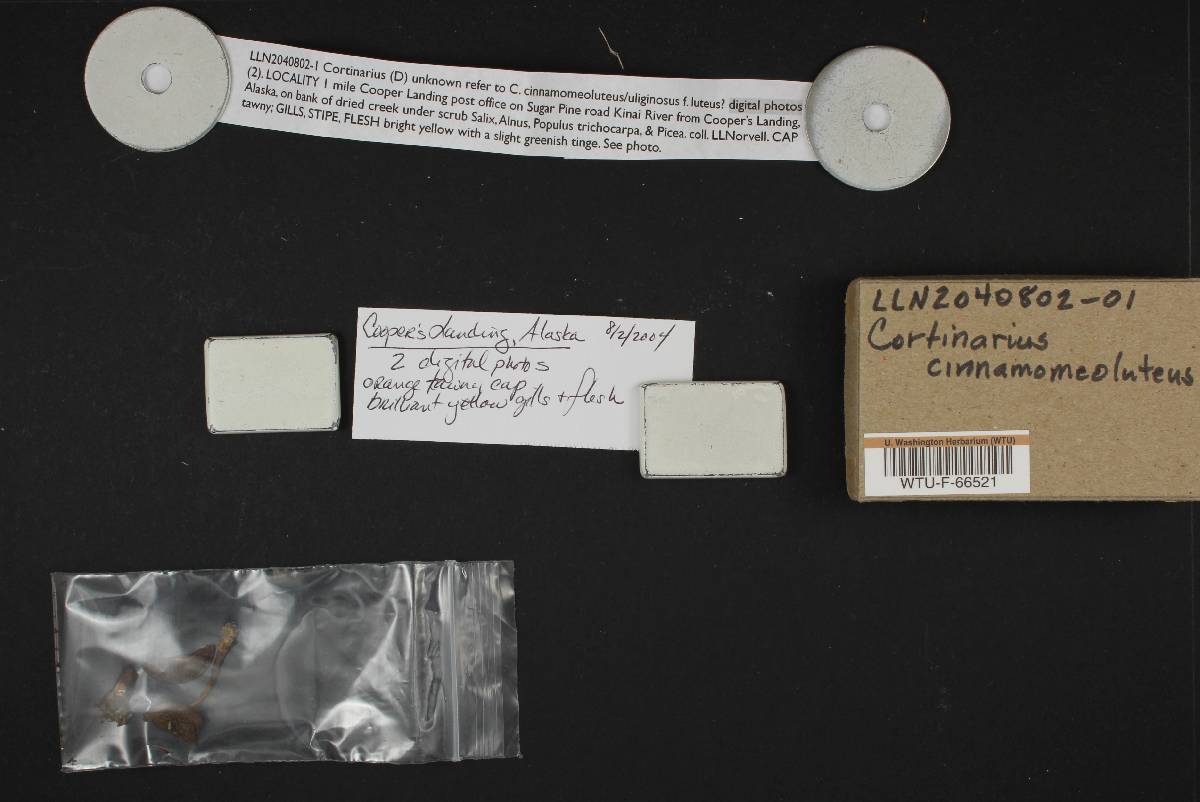 LLN2040802-1 Cortinarius (D) unknown refer to C. cinnamomeoluteus/uliginosus f. luteus? digital photos
(2). LOCALITY 1 mile Cooper Landing post office on Sugar Pine road Kinai River from Cooper's Landing,
Alaska, on bank of dried creek under scrub Salix, Alnus, Populus trichocarpa, & Picea. coll. LLNorvell. CAP
tawny; GILLS, STIPE, FLESH bright yellow with a slight greenish tinge. See photo.
Cooper's Landing, Alaska 8/2/2004
2 digital photos
orange tawny cap
brilliant yellow gills + flesh
LLN2040802-01
Cortinarius
cinnamomeoluteus
U. Washington Herbarium (WTU)
WTU-F-66521